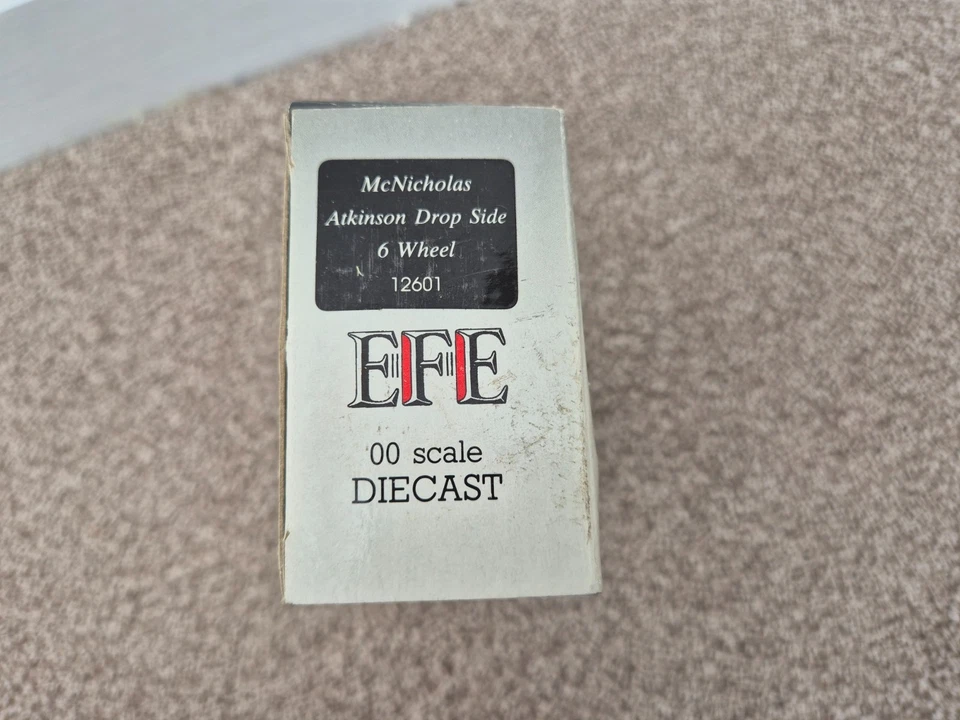 McNicholas
Atkinson Drop Side
6 Wheel
12601
EFE
00 scale
DIECAST